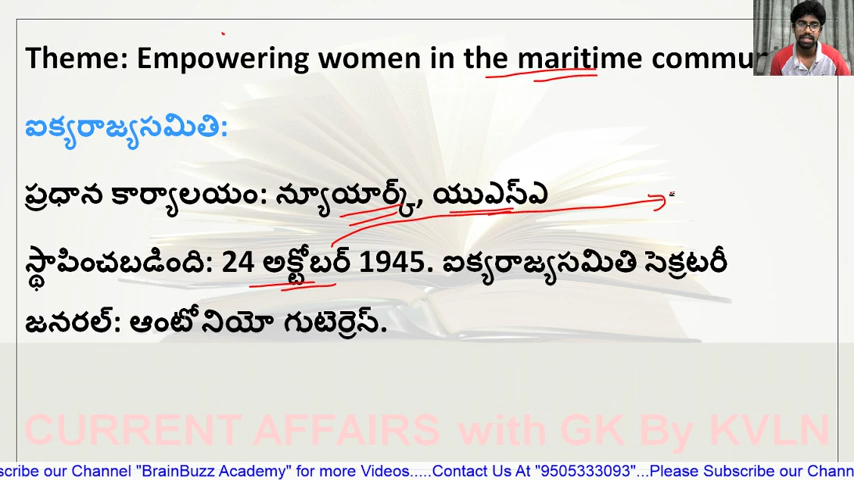 Theme: Empowering women in the maritime
ఐక్యరాజ్యసమితి:
ప్రధాన కార్యాలయం: న్యూయార్క్, యుఎస్ఎ
స్థాపించబడింది: 24 అక్టోబర్ 1945. ఐక్యరాజ్యసమితి సెక్రటరీ
జనరల్: ఆంటోనియో గుటెర్రెస్.
CURRENT AFFAIRS with GK By KVLN
scribe our Channel "BrainBuzz Academy" for more Videos.....Contact Us At "9505333093"...Please Subscribe our Chann